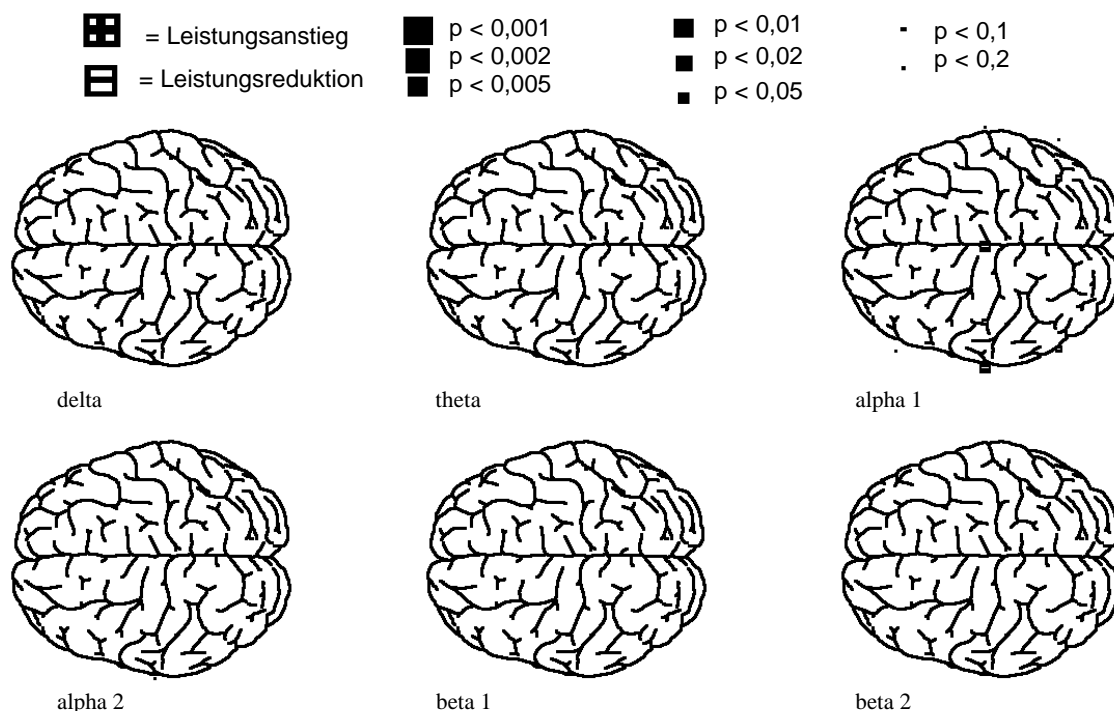 = Leistungsanstieg
= Leistungsreduktion
p < 0,001
p < 0,002
p < 0,005
p < 0,01
p < 0,02
p < 0,05
p < 0,1
p < 0,2
delta
theta
alpha 1
alpha 2
beta 1
beta 2